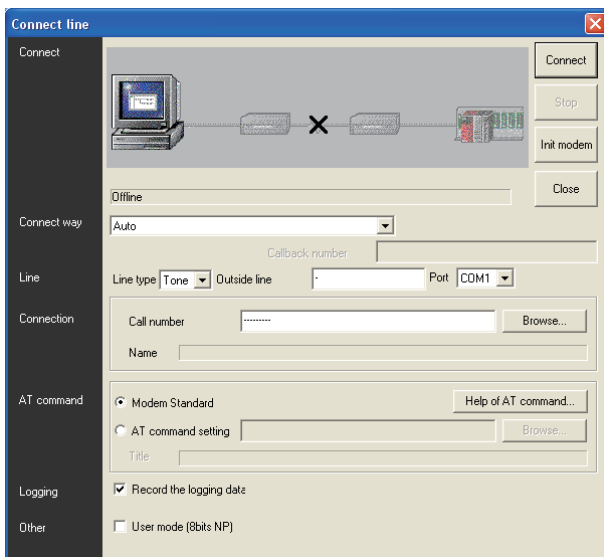 Connect line
Connect
Connect
Stop
Init modem
Close
Offline
Connect way
Auto
Callback number
Line
Line type
Tone
Outside line
-
Port
COM1
Connection
Call number
---------
Browse...
Name
AT command
Modem Standard
Help of AT command...
AT command setting
Browse...
Title
Logging
Record the logging data
Other
User mode (8bits NP)